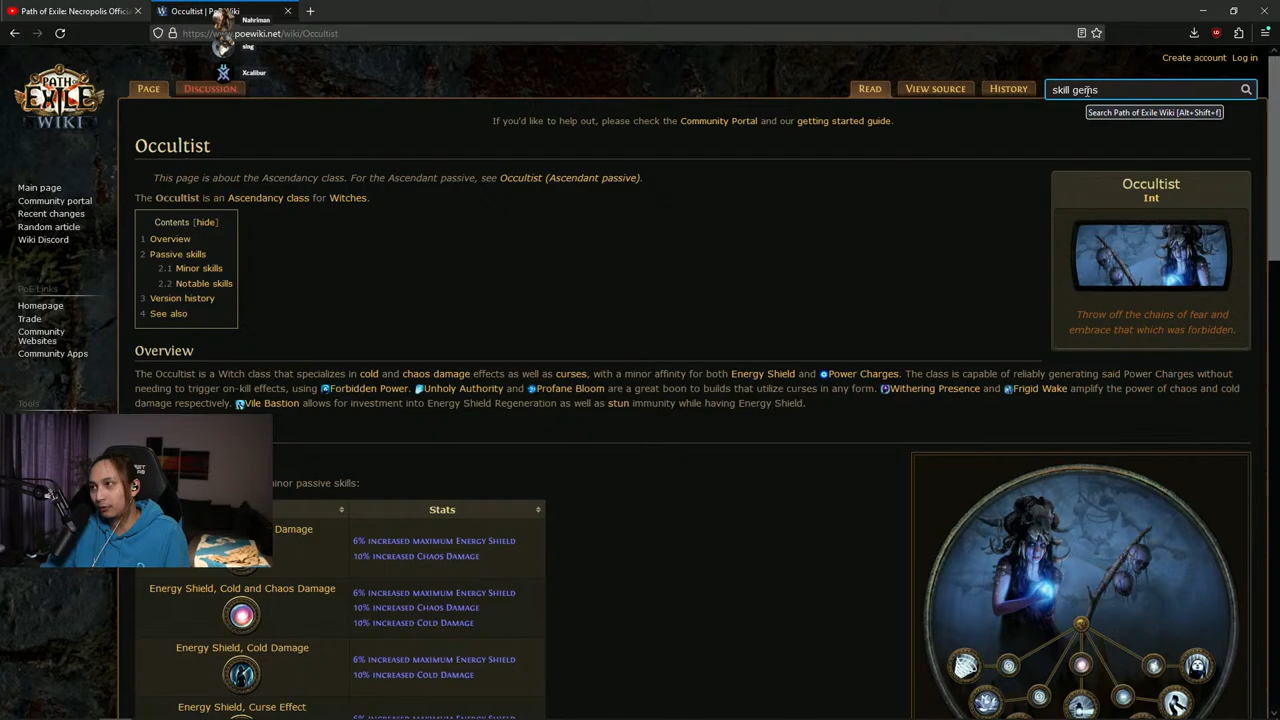 Path of Exile: Necropolis Offici
Occultist | PoE Wiki
Nahriman
https://www.poewiki.net/wiki/Occultist
sing
Xcalibur
Create account Log in
PATH OF
EXILE
WIKI
PAGE DISCUSSION READ VIEW SOURCE HISTORY skill gems
Search Path of Exile Wiki [Alt+Shift+f]
If you'd like to help out, please check the Community Portal and our getting started guide.
Occultist
This page is about the Ascendancy class. For the Ascendant passive, see Occultist (Ascendant passive).
The Occultist is an Ascendancy class for Witches.
Main page
Community portal
Recent changes
Random article
Wiki Discord
PoE Links
Homepage
Trade
Community
Websites
Community Apps
Tools
Contents [hide]
1 Overview
2 Passive skills
2.1 Minor skills
2.2 Notable skills
3 Version history
4 See also
Occultist
Int
Throw off the chains of fear and
embrace that which was forbidden.
Overview
The Occultist is a Witch class that specializes in cold and chaos damage effects as well as curses, with a minor affinity for both Energy Shield and Power Charges. The class is capable of reliably generating said Power Charges without
needing to trigger on-kill effects, using Forbidden Power. Unholy Authority and Profane Bloom are a great boon to builds that utilize curses in any form. Withering Presence and Frigid Wake amplify the power of chaos and cold
damage respectively. Vile Bastion allows for investment into Energy Shield Regeneration as well as stun immunity while having Energy Shield.
minor passive skills:
Stats
Damage
6% increased maximum Energy Shield
10% increased Chaos Damage
Energy Shield, Cold and Chaos Damage
6% increased maximum Energy Shield
10% increased Chaos Damage
10% increased Cold Damage
Energy Shield, Cold Damage
6% increased maximum Energy Shield
10% increased Cold Damage
Energy Shield, Curse Effect